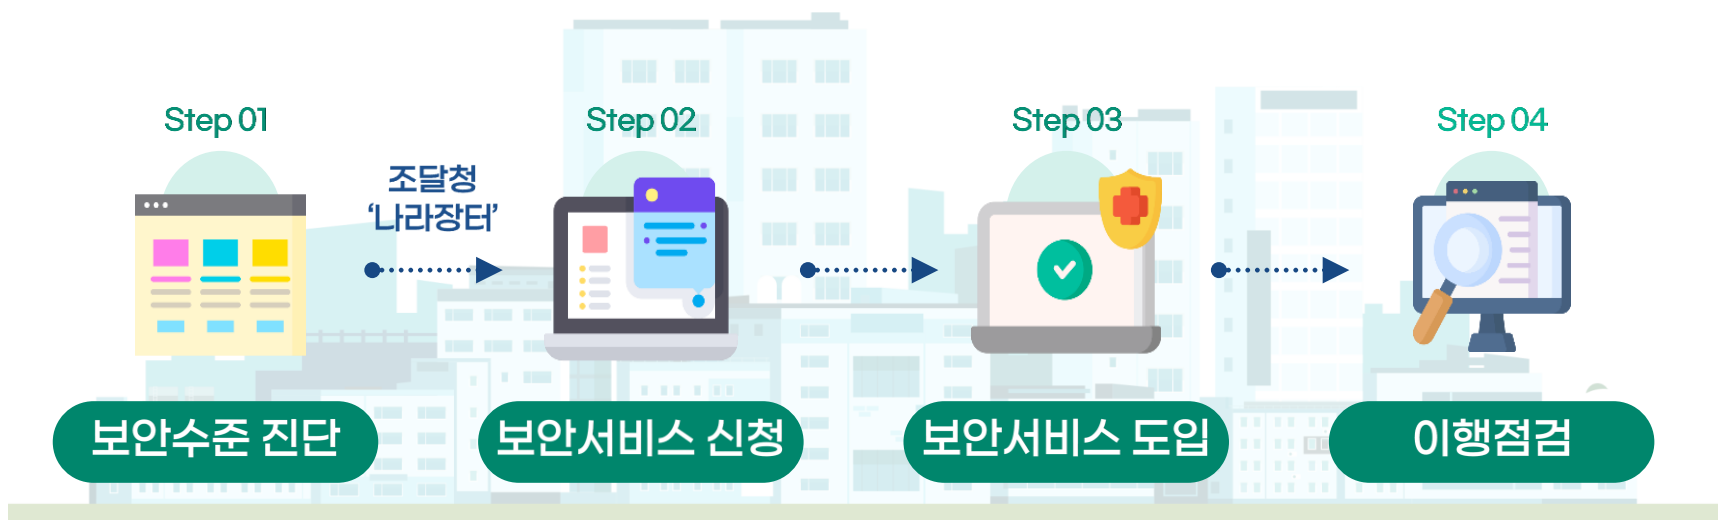 Step 01
Step 02
Step 03
Step 04
조달청
‘나라장터’
보안수준 진단
보안서비스 신청
보안서비스 도입
이행점검